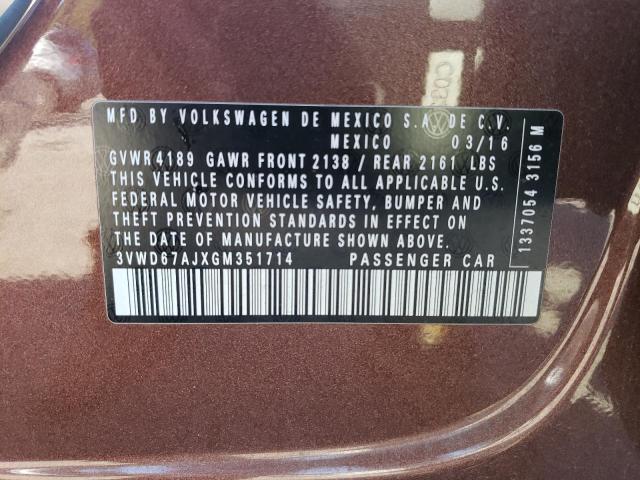 MFD BY VOLKSWAGEN DE MEXICO S.A. DE C.V.
MEXICO 03/16
GVWR4189 GAWR FRONT 2138 / REAR 2161 LBS
THIS VEHICLE CONFORMS TO ALL APPLICABLE U.S.
FEDERAL MOTOR VEHICLE SAFETY, BUMPER AND
THEFT PREVENTION STANDARDS IN EFFECT ON
THE DATE OF MANUFACTURE SHOWN ABOVE.
3VWD67AJXGM351714 PASSENGER CAR
1337054 3156 M